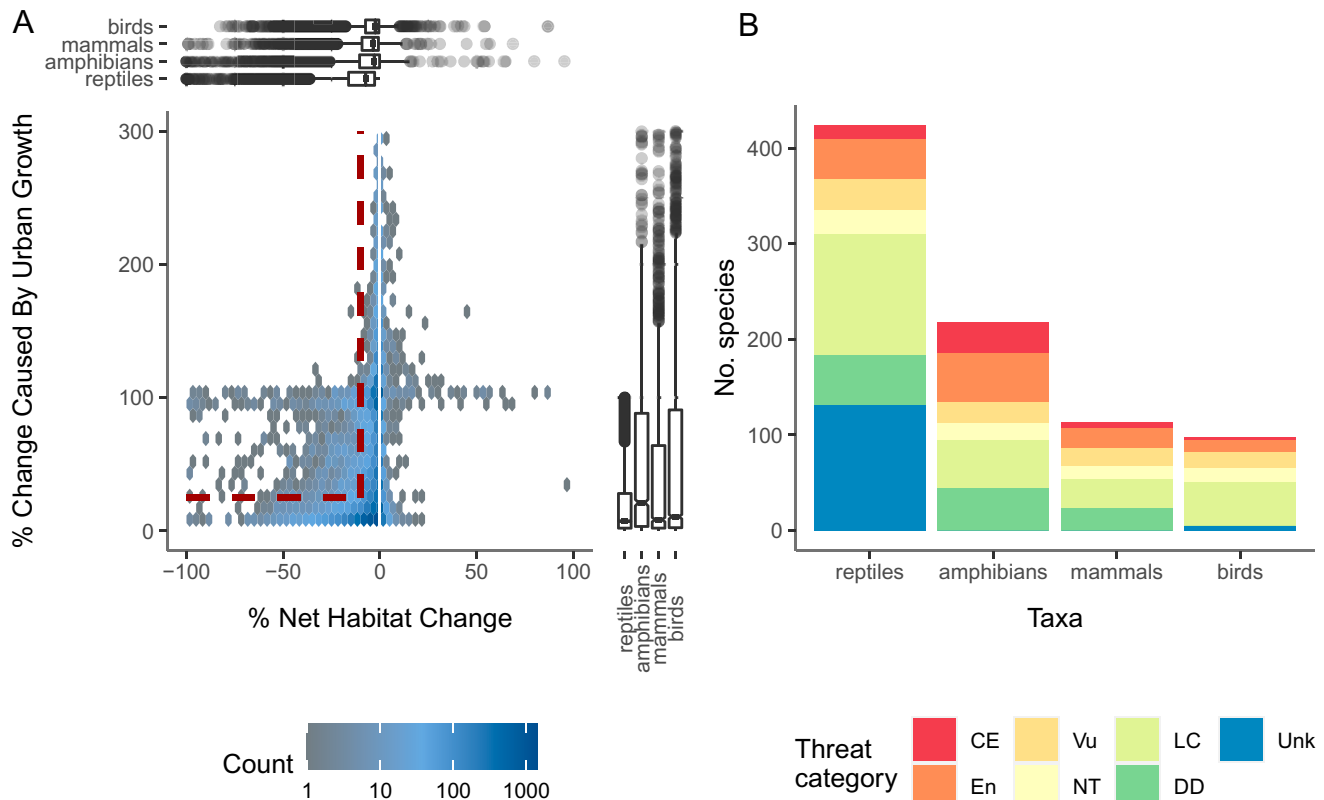 A
birds
mammals
amphibians
reptiles
% Change Caused By Urban Growth
300
200
100
0
−100
−50
0
50
100
% Net Habitat Change
reptiles
amphibians
mammals
birds
Count
1
10
100
1000
B
No. species
400
300
200
100
0
reptiles
amphibians
mammals
birds
Taxa
Threat
category
CE
Vu
LC
Unk
En
NT
DD